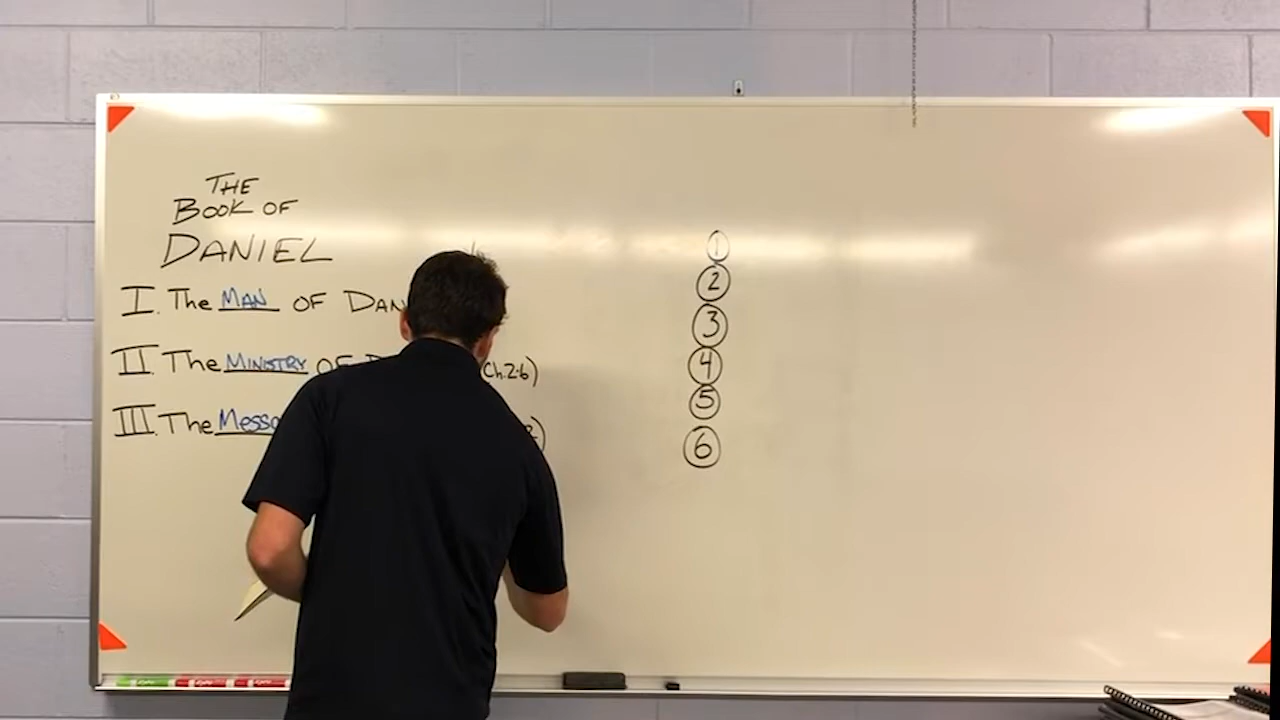 THE
BOOK OF
DANIEL
I. The MAN OF DAN
II. The MINISTRY OF (Ch.2-6)
III. The Messa
1
2
3
4
5
6